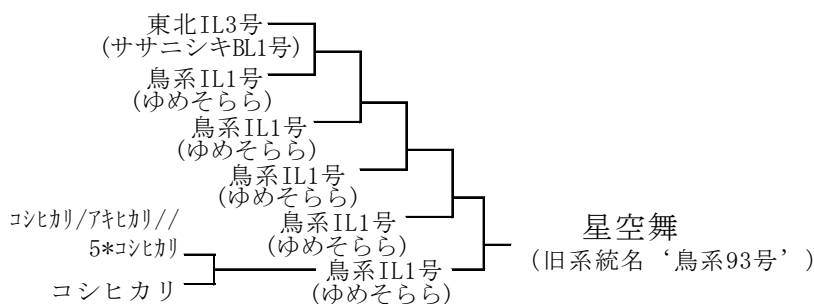 東北IL3号
(ササニシキBL1号)
鳥系IL1号
(ゆめそらら)
鳥系IL1号
(ゆめそらら)
鳥系IL1号
(ゆめそらら)
コシヒカリ/アキヒカリ//
5*コシヒカリ
鳥系IL1号
(ゆめそらら)
星空舞
(旧系統名‘鳥系93号’)
コシヒカリ
鳥系IL1号
(ゆめそらら)